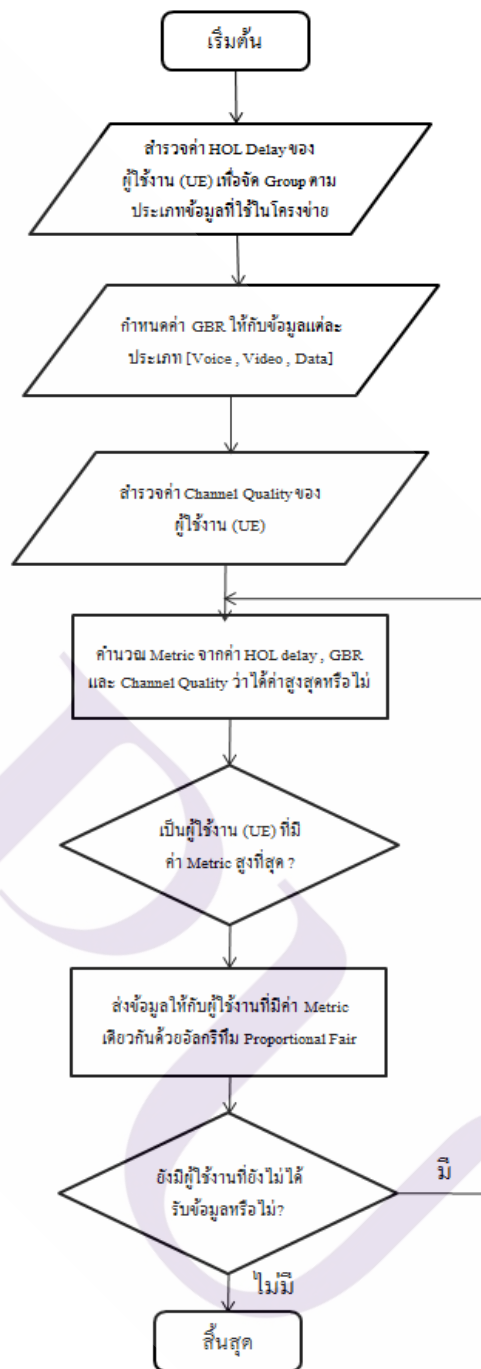 เริ่มต้น
สำรวจค่า HOL Delay ของ
ผู้ใช้งาน (UE) เพื่อจัด Group ตาม
ประเภทข้อมูลที่ใช้ในโครงข่าย
กำหนดค่า GBR ให้กับข้อมูลแต่ละ
ประเภท [Voice , Video , Data]
สำรวจค่า Channel Quality ของ
ผู้ใช้งาน (UE)
คำนวณ Metric จากค่า HOL delay , GBR
และ Channel Quality ว่าได้ค่าสูงสุดหรือไม่
เป็นผู้ใช้งาน (UE) ที่มี
ค่า Metric สูงที่สุด ?
ส่งข้อมูลให้กับผู้ใช้งานที่มีค่า Metric
เดียวกันด้วยอัลกริทึม Proportional Fair
ยังมีผู้ใช้งานที่ยังไม่ได้
รับข้อมูลหรือไม่?
มี
ไม่มี
สิ้นสุด